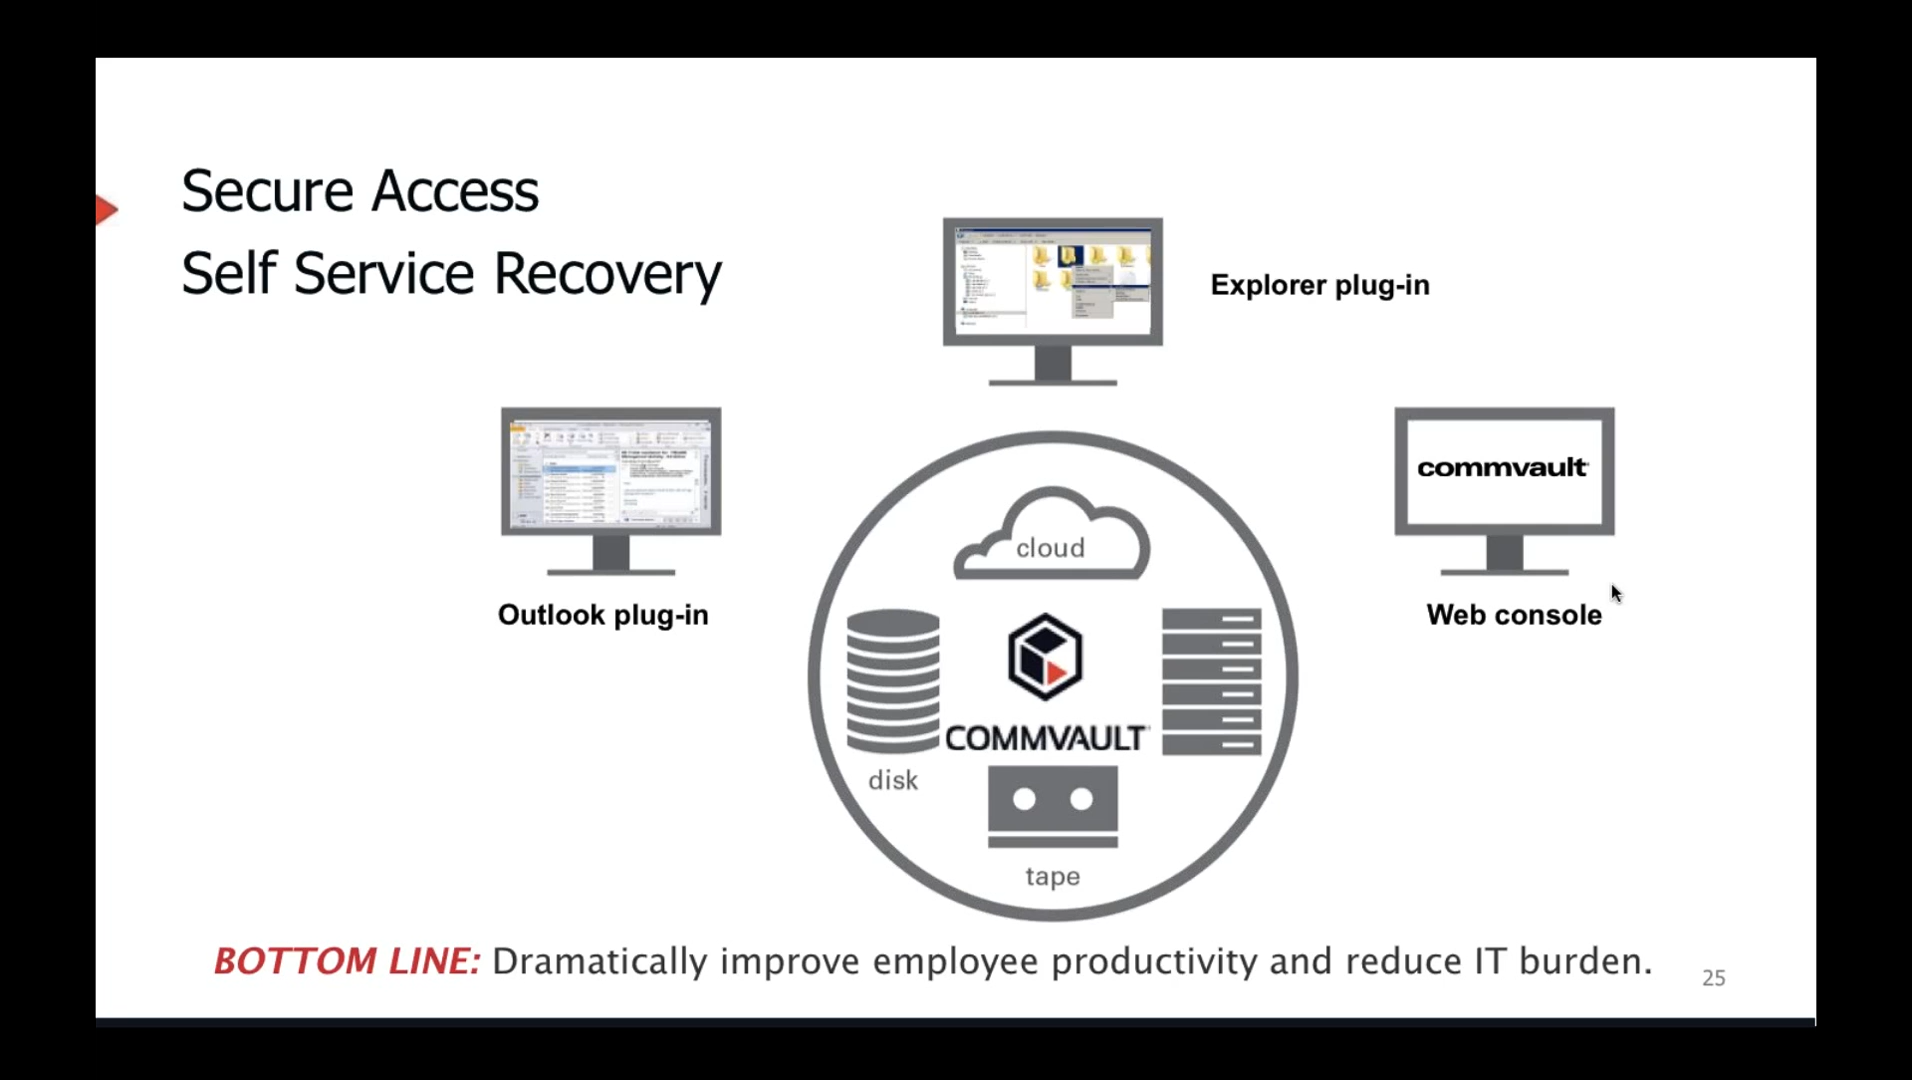 Secure Access
Self Service Recovery
Explorer plug-in
commvault
Outlook plug-in
Web console
cloud
COMMVAULT
disk
tape
BOTTOM LINE: Dramatically improve employee productivity and reduce IT burden.
25